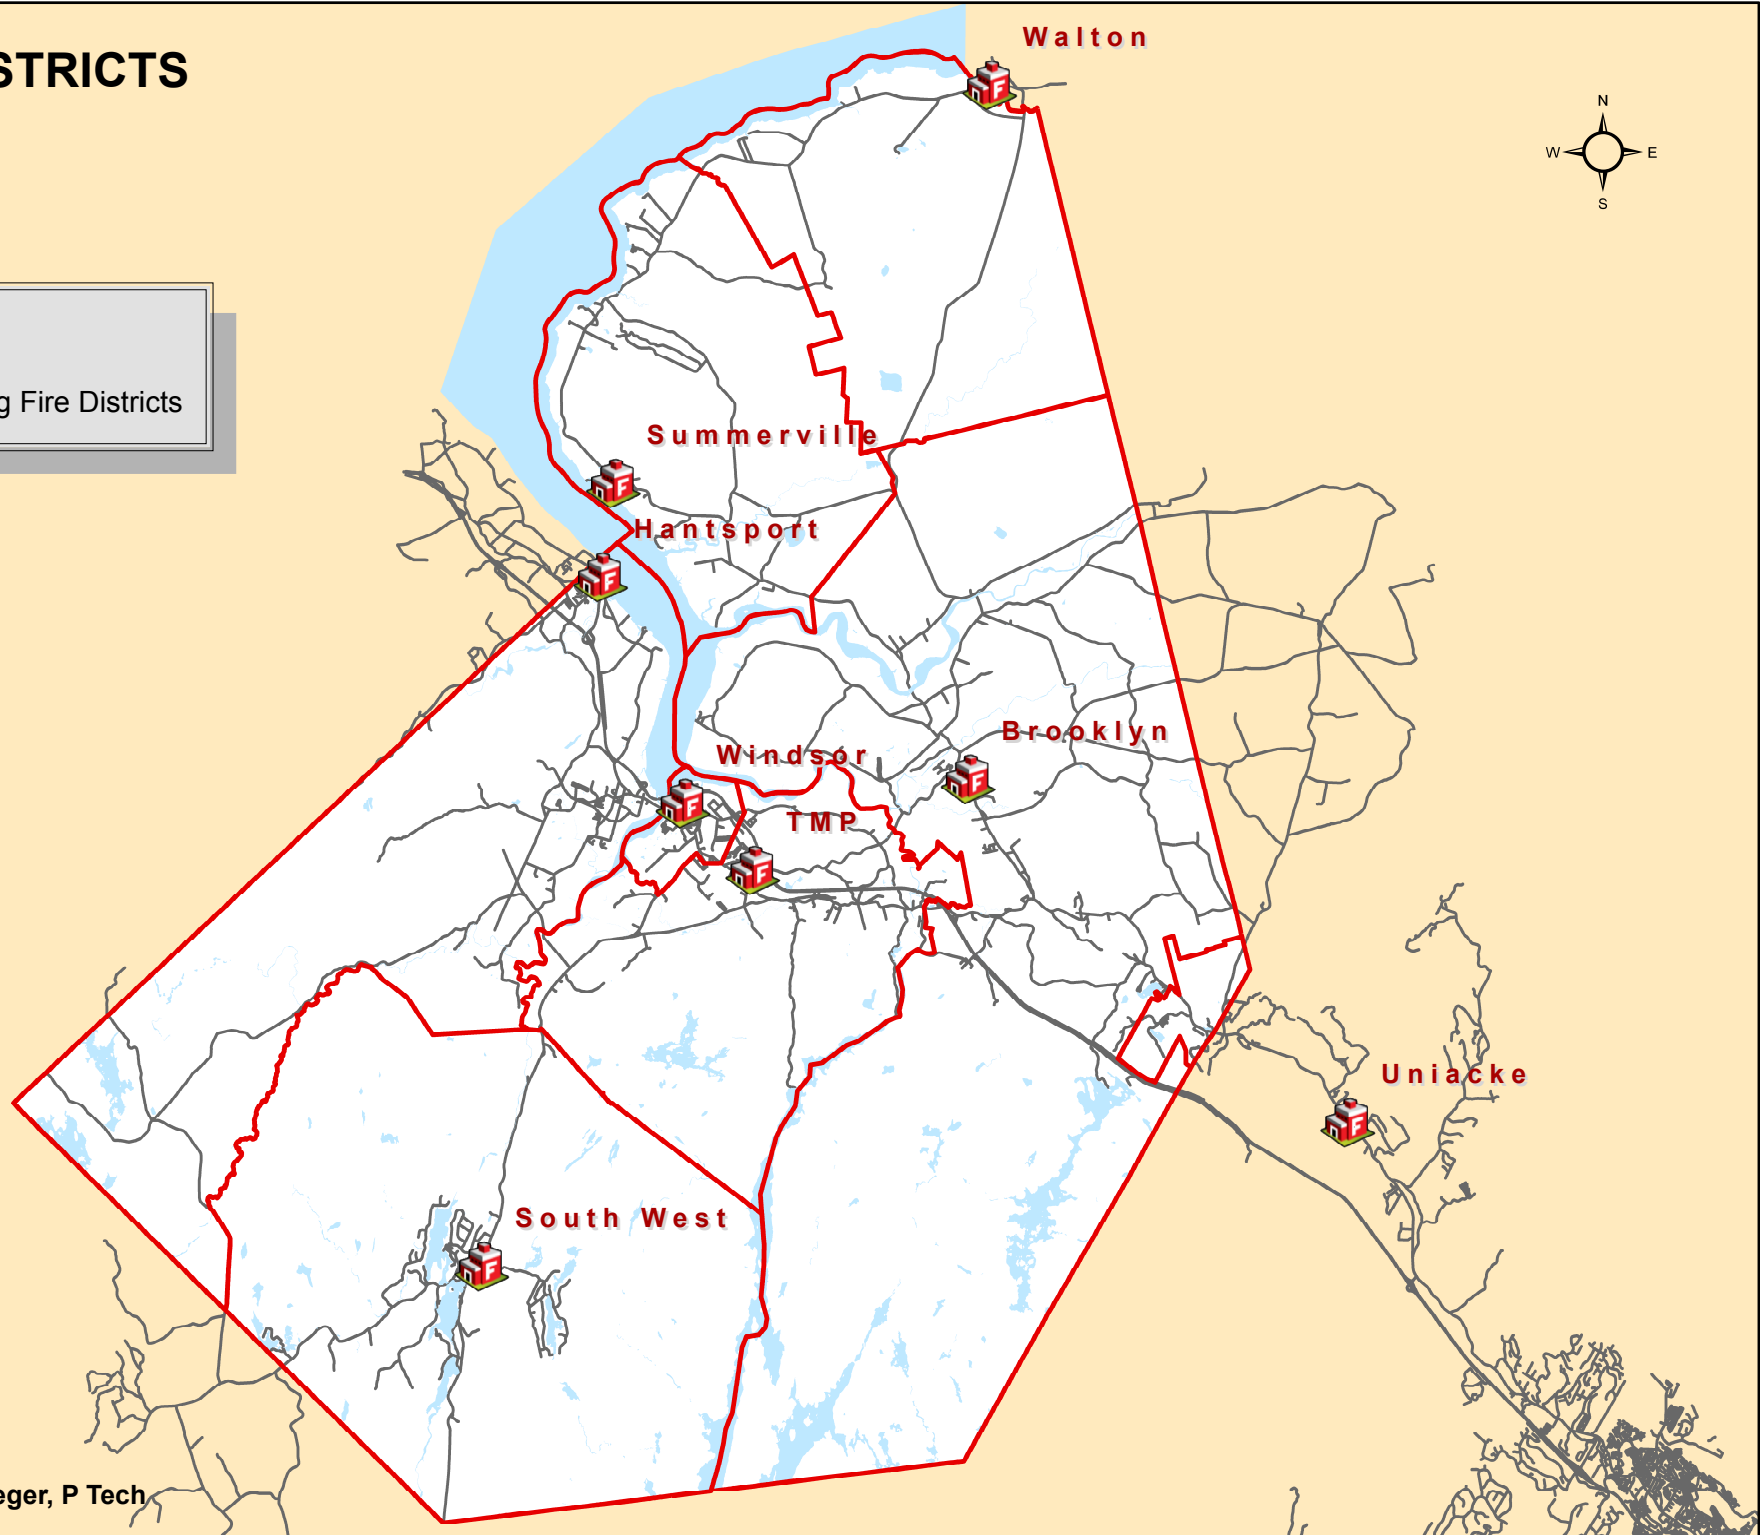 STRICTS
Walton
N
W E
S
g Fire Districts
Summerville
Hantsport
Brooklyn
Windsor
TMP
Uniacke
South West
eger, P Tech